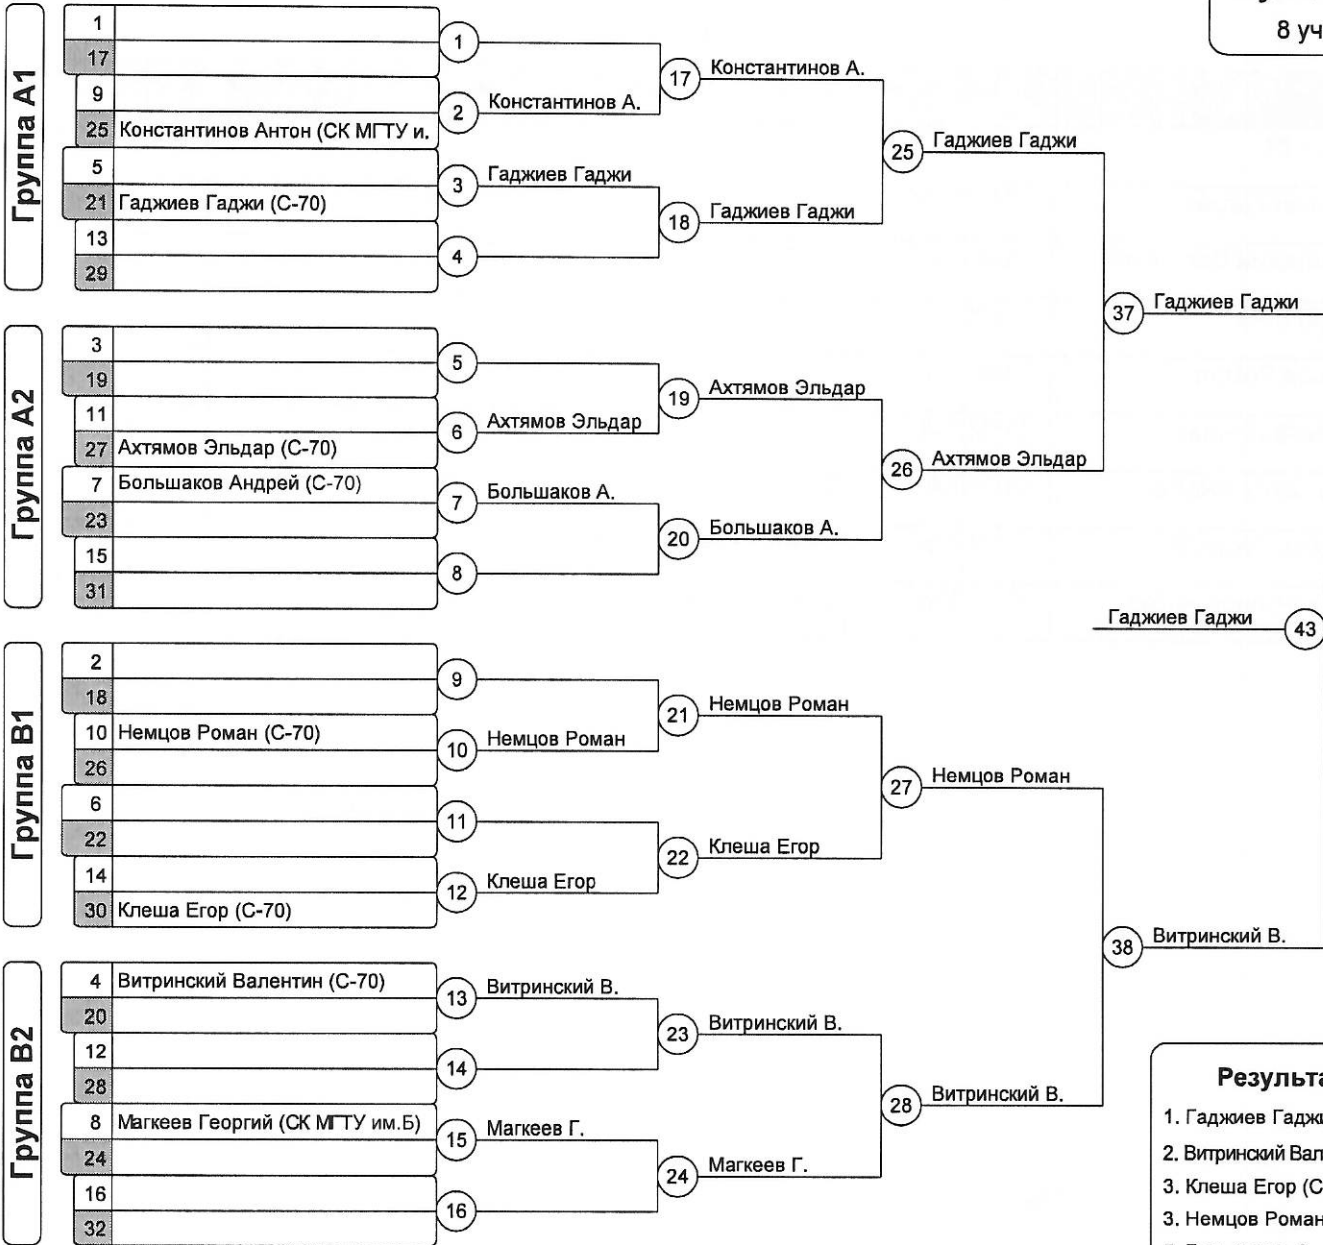 8 уч
Группа A1
1
17
9
25 Константинов Антон (СК МГТУ и.
5
21 Гаджиев Гаджи (С-70)
13
29
1
2 Константинов А.
3 Гаджиев Гаджи
4
17 Константинов А.
18 Гаджиев Гаджи
25 Гаджиев Гаджи
Группа A2
3
19
11
27 Ахтямов Эльдар (С-70)
7 Большаков Андрей (С-70)
23
15
31
5
6 Ахтямов Эльдар
7 Большаков А.
8
19 Ахтямов Эльдар
20 Большаков А.
26 Ахтямов Эльдар
37 Гаджиев Гаджи
Гаджиев Гаджи 43
Группа B1
2
18
10 Немцов Роман (С-70)
26
6
22
14
30 Клеша Егор (С-70)
9
10 Немцов Роман
11
12 Клеша Егор
21 Немцов Роман
22 Клеша Егор
27 Немцов Роман
Группа B2
4 Витринский Валентин (С-70)
20
12
28
8 Магкеев Георгий (СК МГТУ им.Б)
24
16
32
13 Витринский В.
14
15 Магкеев Г.
16
23 Витринский В.
24 Магкеев Г.
28 Витринский В.
38 Витринский В.
Результа
1. Гаджиев Гаджи
2. Витринский Вал
3. Клеша Егор (С
3. Немцов Роман